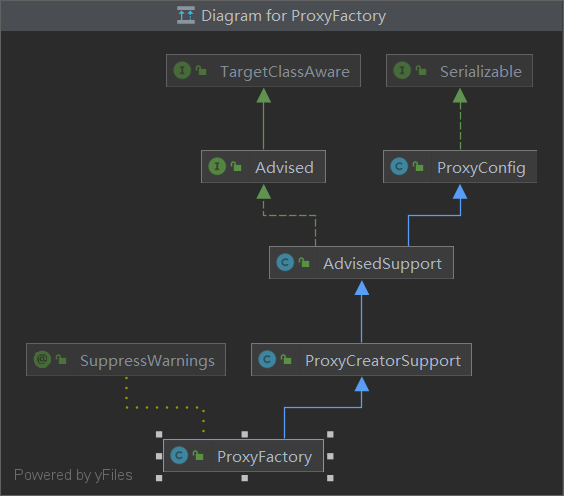 Diagram for ProxyFactory
I TargetClassAware
I Serializable
I Advised
C ProxyConfig
C AdvisedSupport
@ SuppressWarnings
C ProxyCreatorSupport
C ProxyFactory
Powered by yFiles